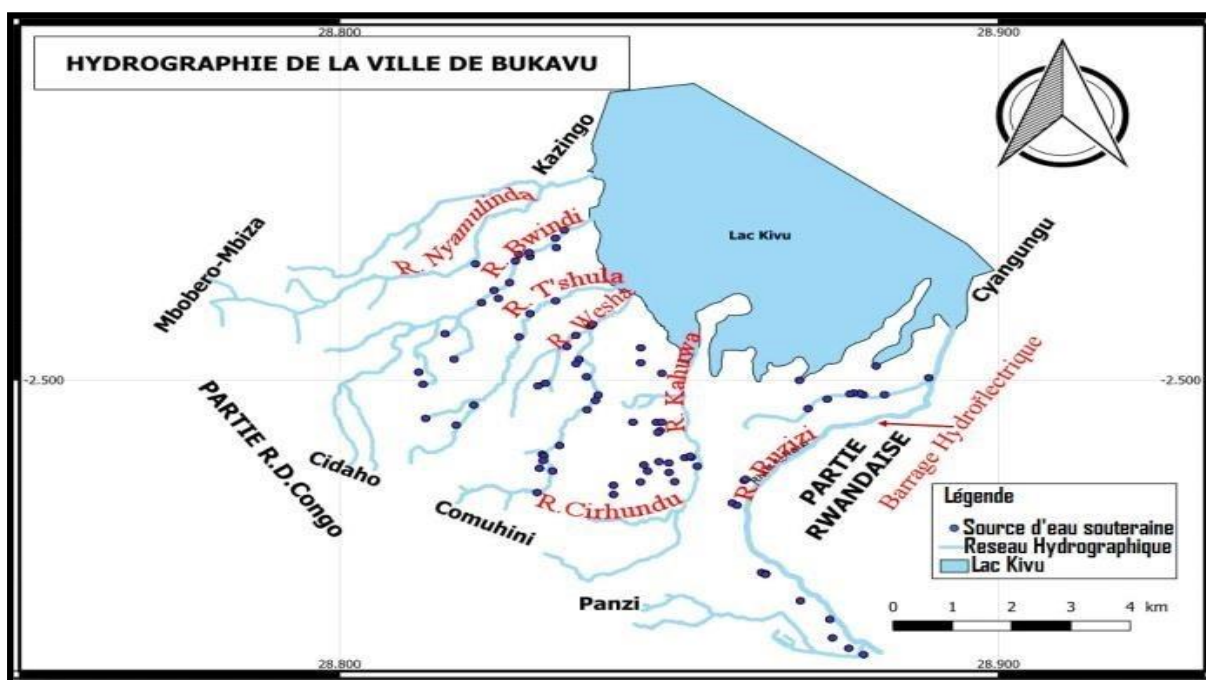 28.800
28.900
HYDROGRAPHIE DE LA VILLE DE BUKAVU
Kazingo
R. Nyamulinda
R. Bwindi
Mbobero-Mbiza
Lac Kivu
Cyangungu
R. T'shula
R. Wesha
R. Kahuwa
-2.500
-2.500
PARTIE R.D.Congo
Cidaho
Comuhini
R. Cirhundu
R. Ruzizi
PARTIE
RWANDAISE
Barrage Hydrořlectrique
Panzi
Légende
Source d'eau souteraine
Reseau Hydrographique
Lac Kivu
0 1 2 3 4 km
28.800
28.900